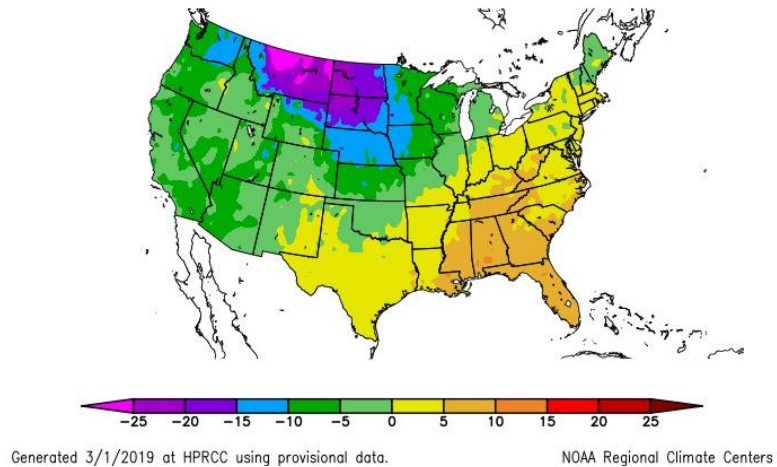 -25 -20 -15 -10 -5 0 5 10 15 20 25
Generated 3/1/2019 at HPRCC using provisional data. NOAA Regional Climate Centers